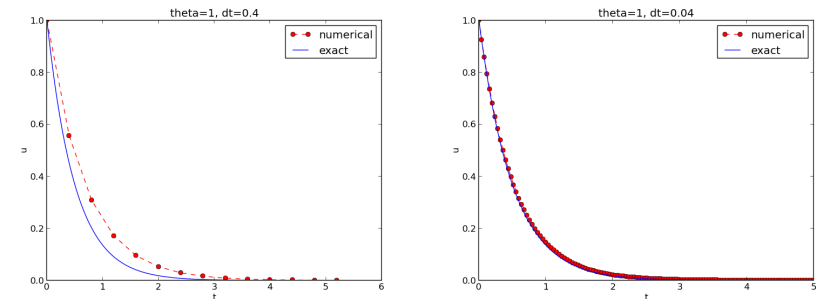 theta=1, dt=0.4
1.0
0.8
0.6
0.4
0.2
0.0
u
numerical
exact
0 1 2 3 4 5 6
t
theta=1, dt=0.04
1.0
0.8
0.6
0.4
0.2
0.0
u
numerical
exact
0 1 2 3 4 5
t